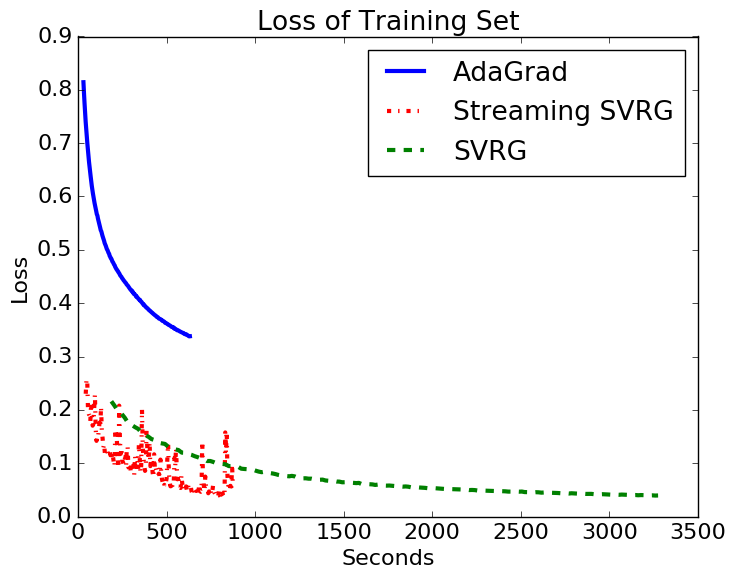 Loss of Training Set
0.9
0.8
0.7
0.6
0.5
0.4
0.3
0.2
0.1
0.0
Loss
AdaGrad
Streaming SVRG
SVRG
0 500 1000 1500 2000 2500 3000 3500
Seconds